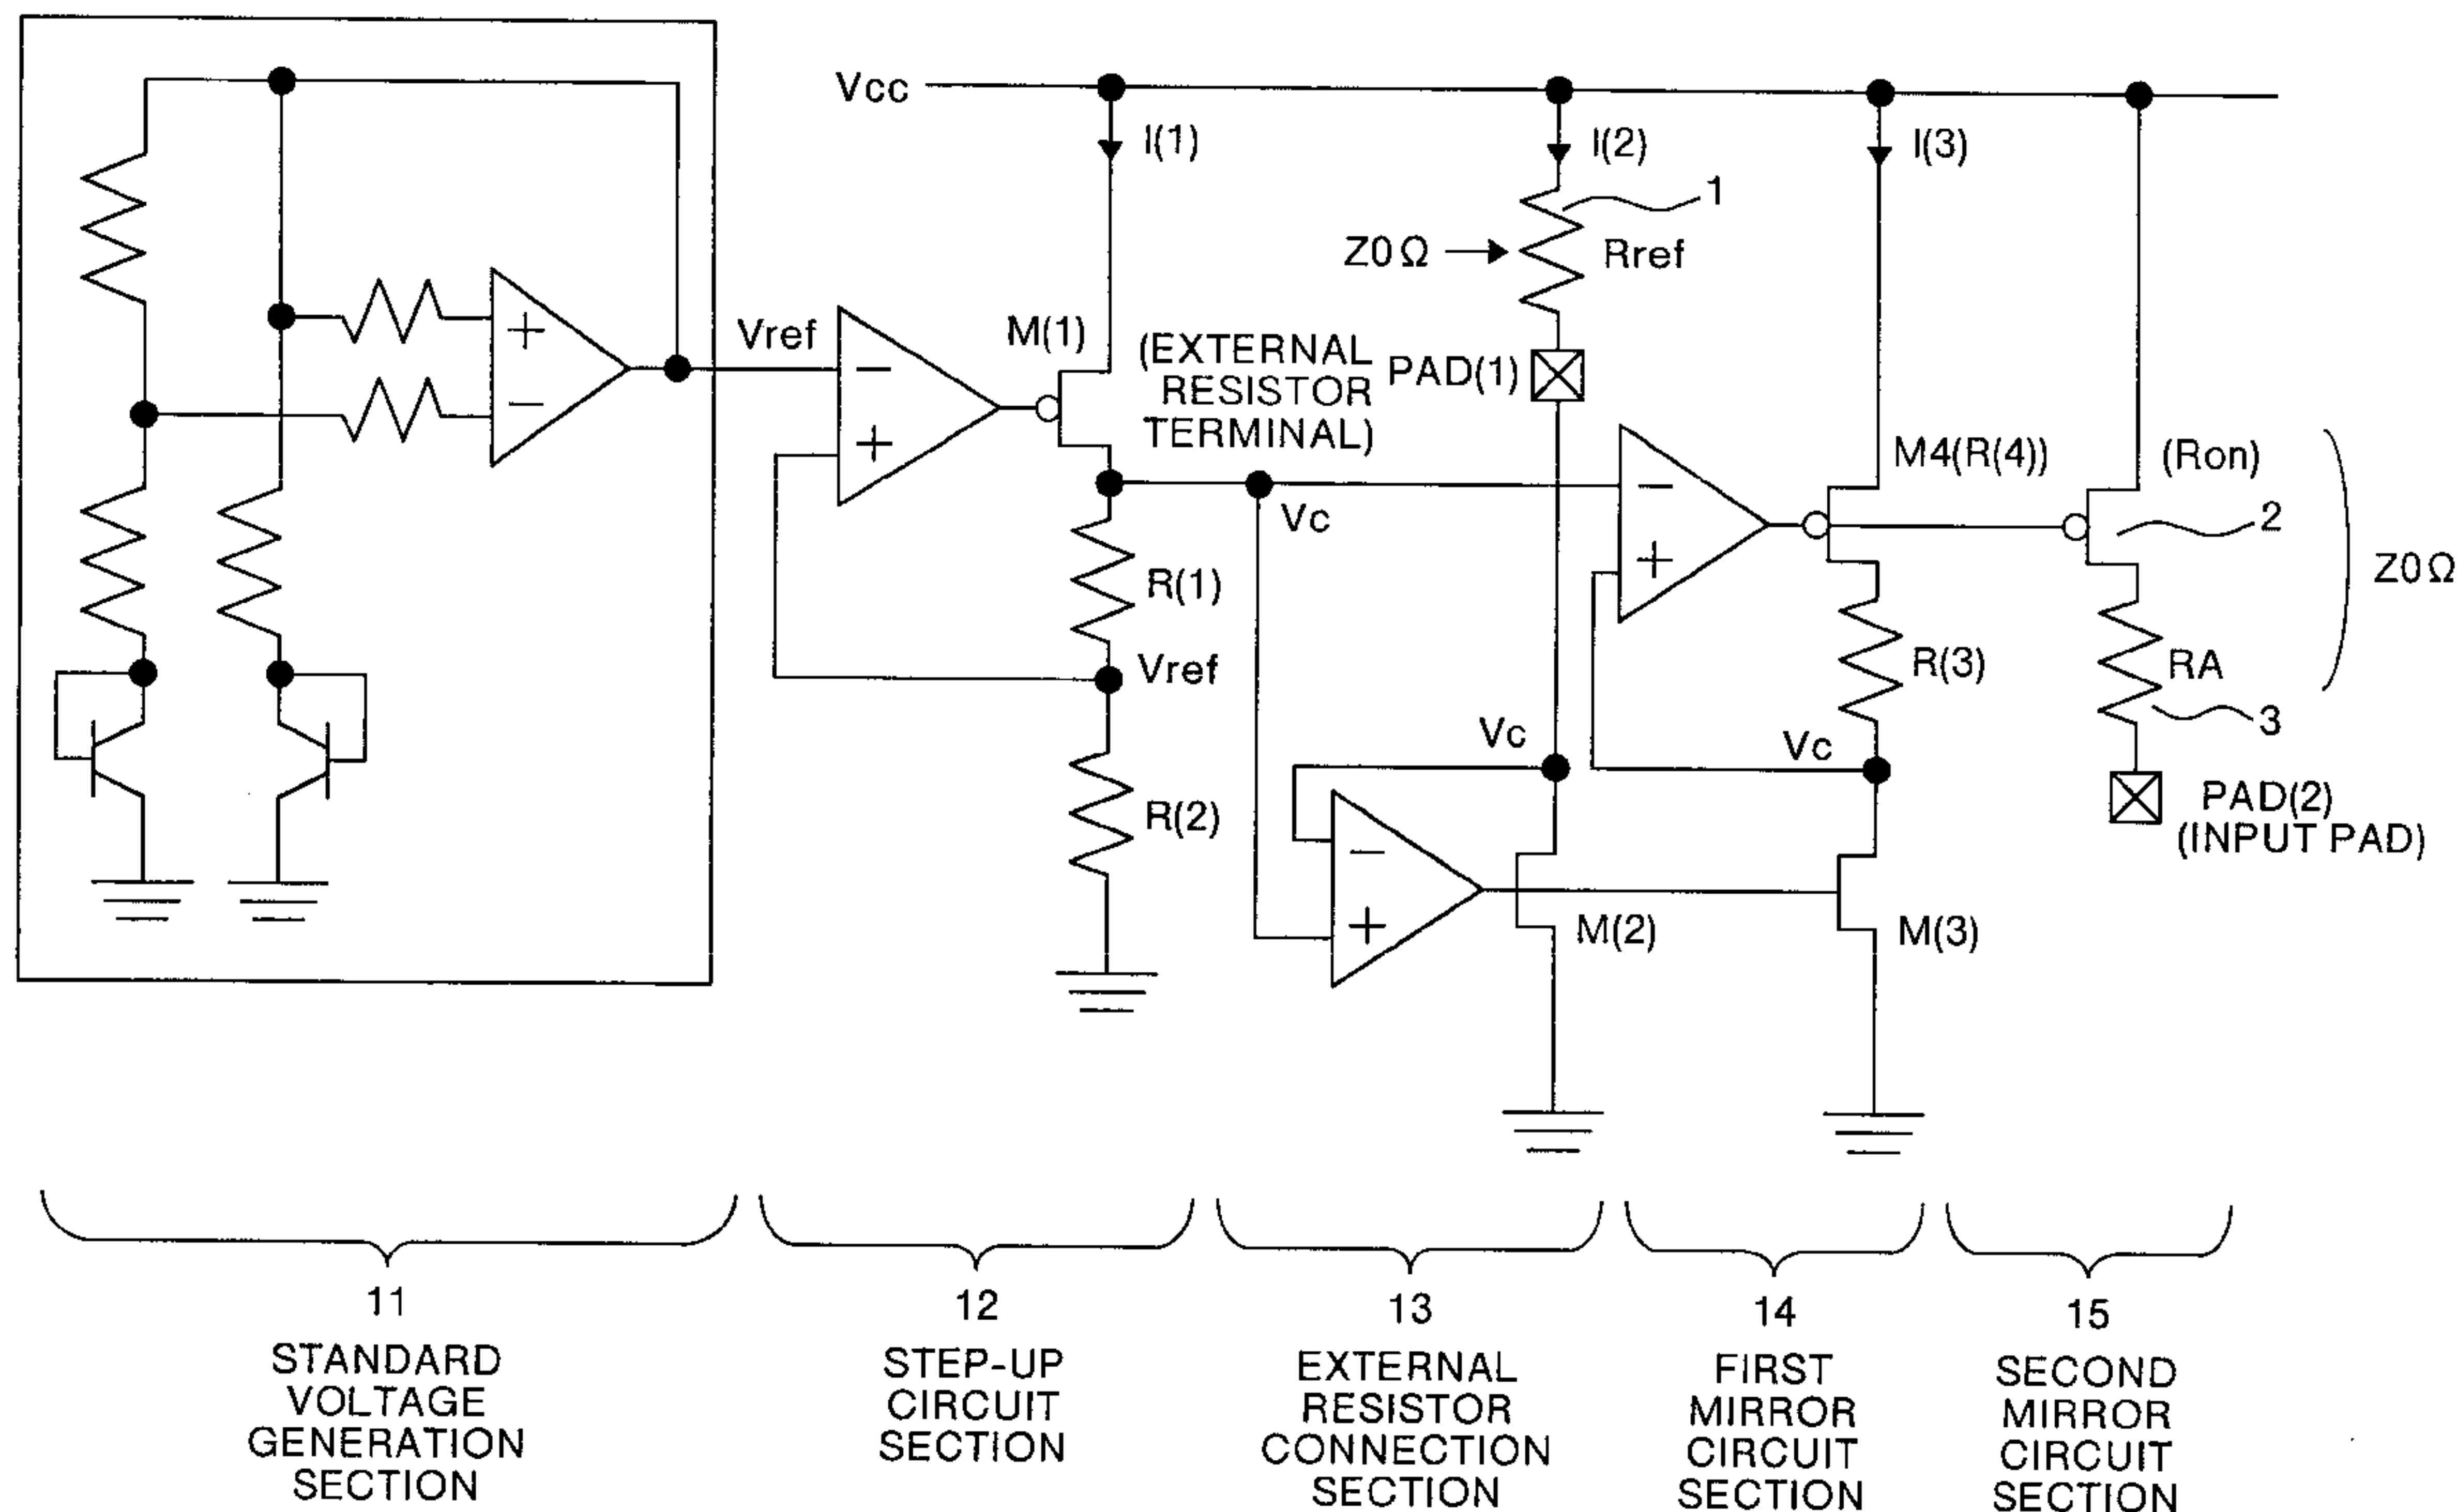 Vcc
I(1)
I(2)
I(3)
1
Z0Ω
Rref
+
−
Vref
−
+
M(1)
(EXTERNAL
RESISTOR
TERMINAL)
PAD(1)
M4(R(4))
(Ron)
2
Z0Ω
Vc
−
+
R(1)
R(3)
RA
3
Vref
Vc
Vc
PAD(2)
(INPUT PAD)
R(2)
−
+
M(2)
M(3)
11
STANDARD
VOLTAGE
GENERATION
SECTION
12
STEP-UP
CIRCUIT
SECTION
13
EXTERNAL
RESISTOR
CONNECTION
SECTION
14
FIRST
MIRROR
CIRCUIT
SECTION
15
SECOND
MIRROR
CIRCUIT
SECTION